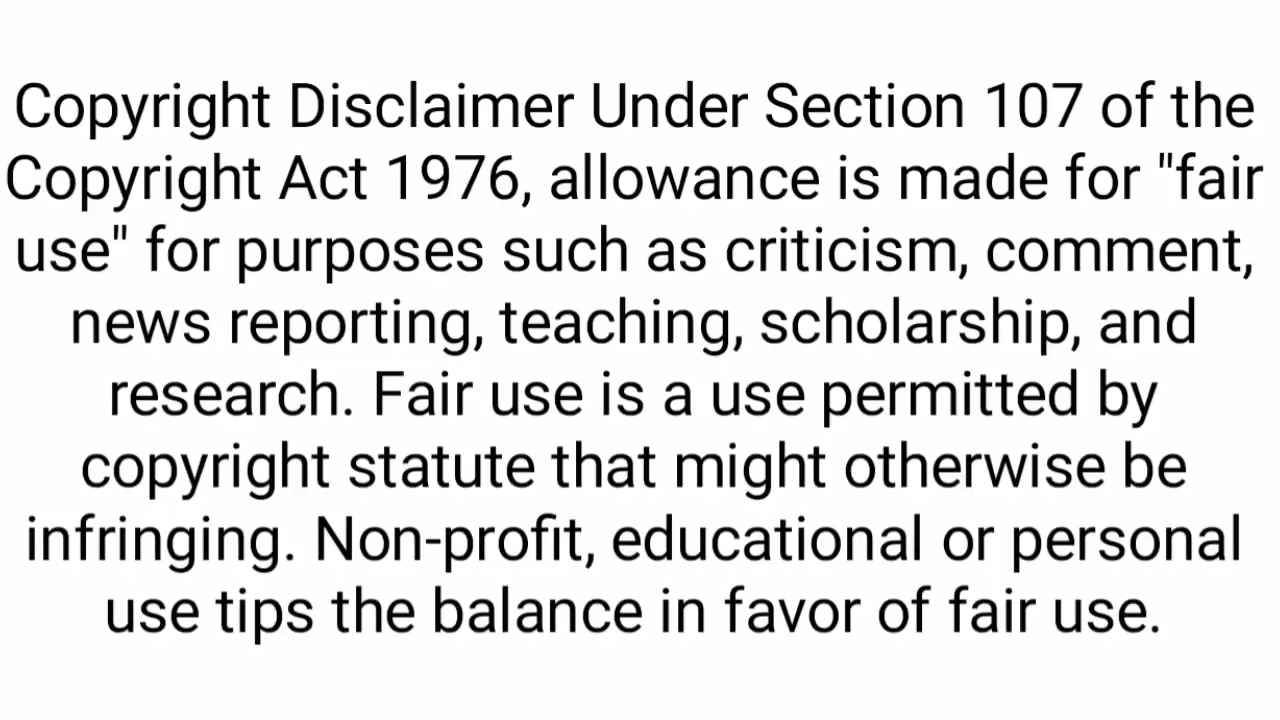 Copyright Disclaimer Under Section 107 of the
Copyright Act 1976, allowance is made for "fair
use" for purposes such as criticism, comment,
news reporting, teaching, scholarship, and
research. Fair use is a use permitted by
copyright statute that might otherwise be
infringing. Non-profit, educational or personal
use tips the balance in favor of fair use.